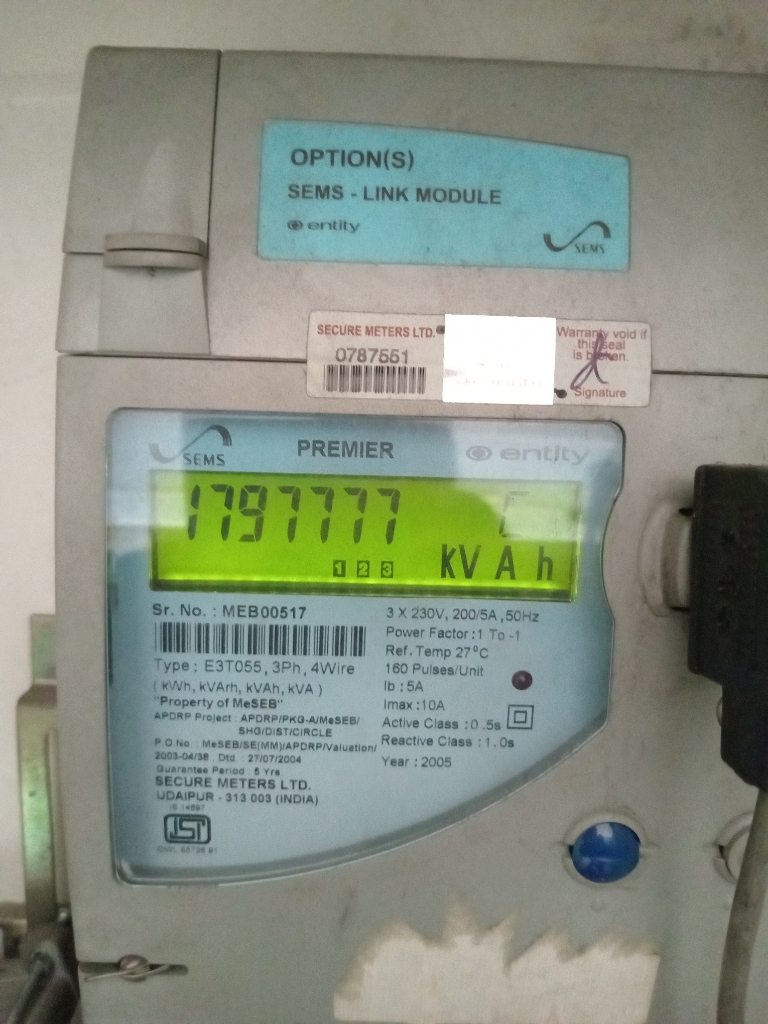 OPTION(S)
SEMS - LINK MODULE
entity
SEMS
SECURE METERS LTD.
0787551
Warranty void if
this seal
is broken.
Signature
SEMS
PREMIER
entity
1797777 C
1 2 3 kVAh
Sr. No. : MEB00517
Type : E3T055, 3Ph, 4Wire
( kWh, kVArh, kVAh, kVA )
"Property of MeSEB"
APDRP Project : APDRP/PKG-A/MeSEB/
SHG/DIST/CIRCLE
P.O.No. : MeSEB/SE(MM)/APDRP/Valuation/
2003-04/38, Dtd : 27/07/2004
Guarantee Period : 5 Yrs
SECURE METERS LTD.
UDAIPUR - 313 003 (INDIA)
IS 14697
ISI
3 X 230V, 200/5A, 50Hz
Power Factor : 1 To -1
Ref. Temp 27°C
160 Pulses/Unit
Ib : 5A
Imax : 10A
Active Class : 0.5s
Reactive Class : 1.0s
Year : 2005